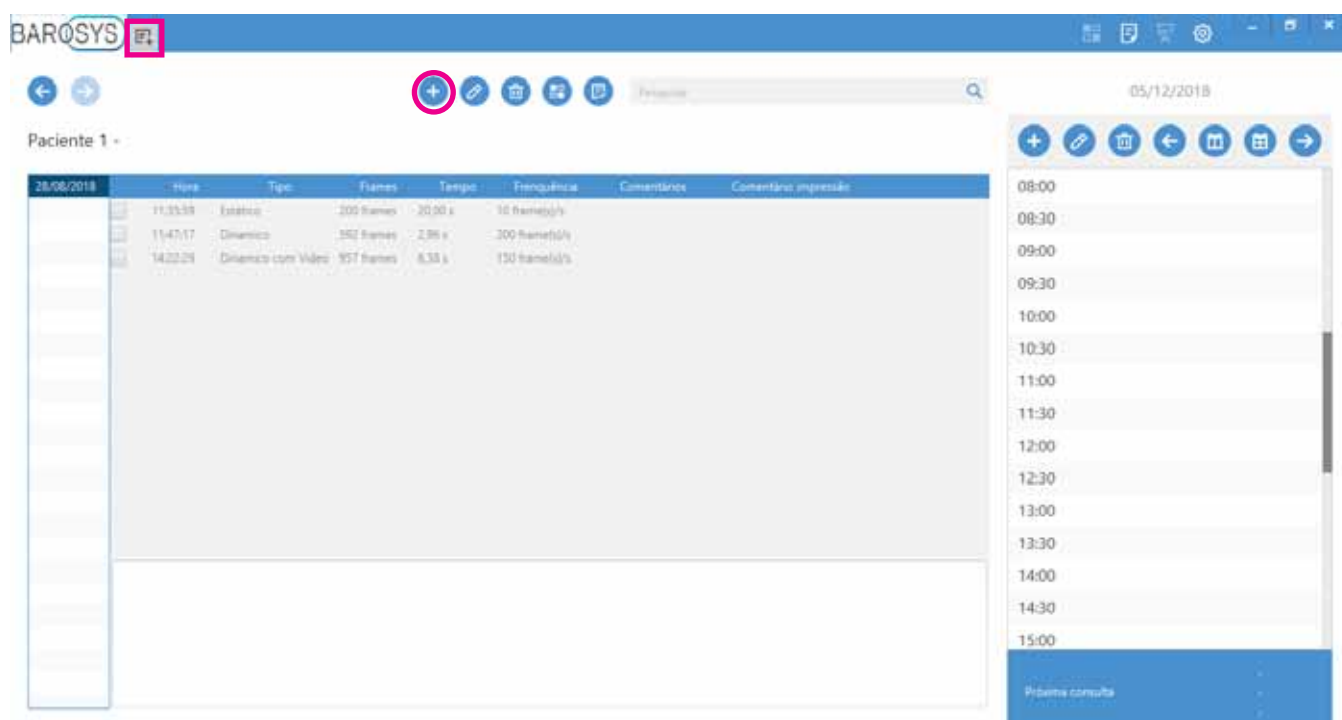 BAROSYS
Pesquisar
05/12/2018
Paciente 1 -
28/08/2018 Hora Tipo Frames Tempo Frenquência Comentários Comentário impressão
11:35:59 Estático 200 frames 20,00 s 10 frame(s)/s
11:47:17 Dinamico 592 frames 2,96 s 200 frame(s)/s
14:22:29 Dinamico com Video 957 frames 6,38 s 150 frame(s)/s
08:00
08:30
09:00
09:30
10:00
10:30
11:00
11:30
12:00
12:30
13:00
13:30
14:00
14:30
15:00
Próxima consulta